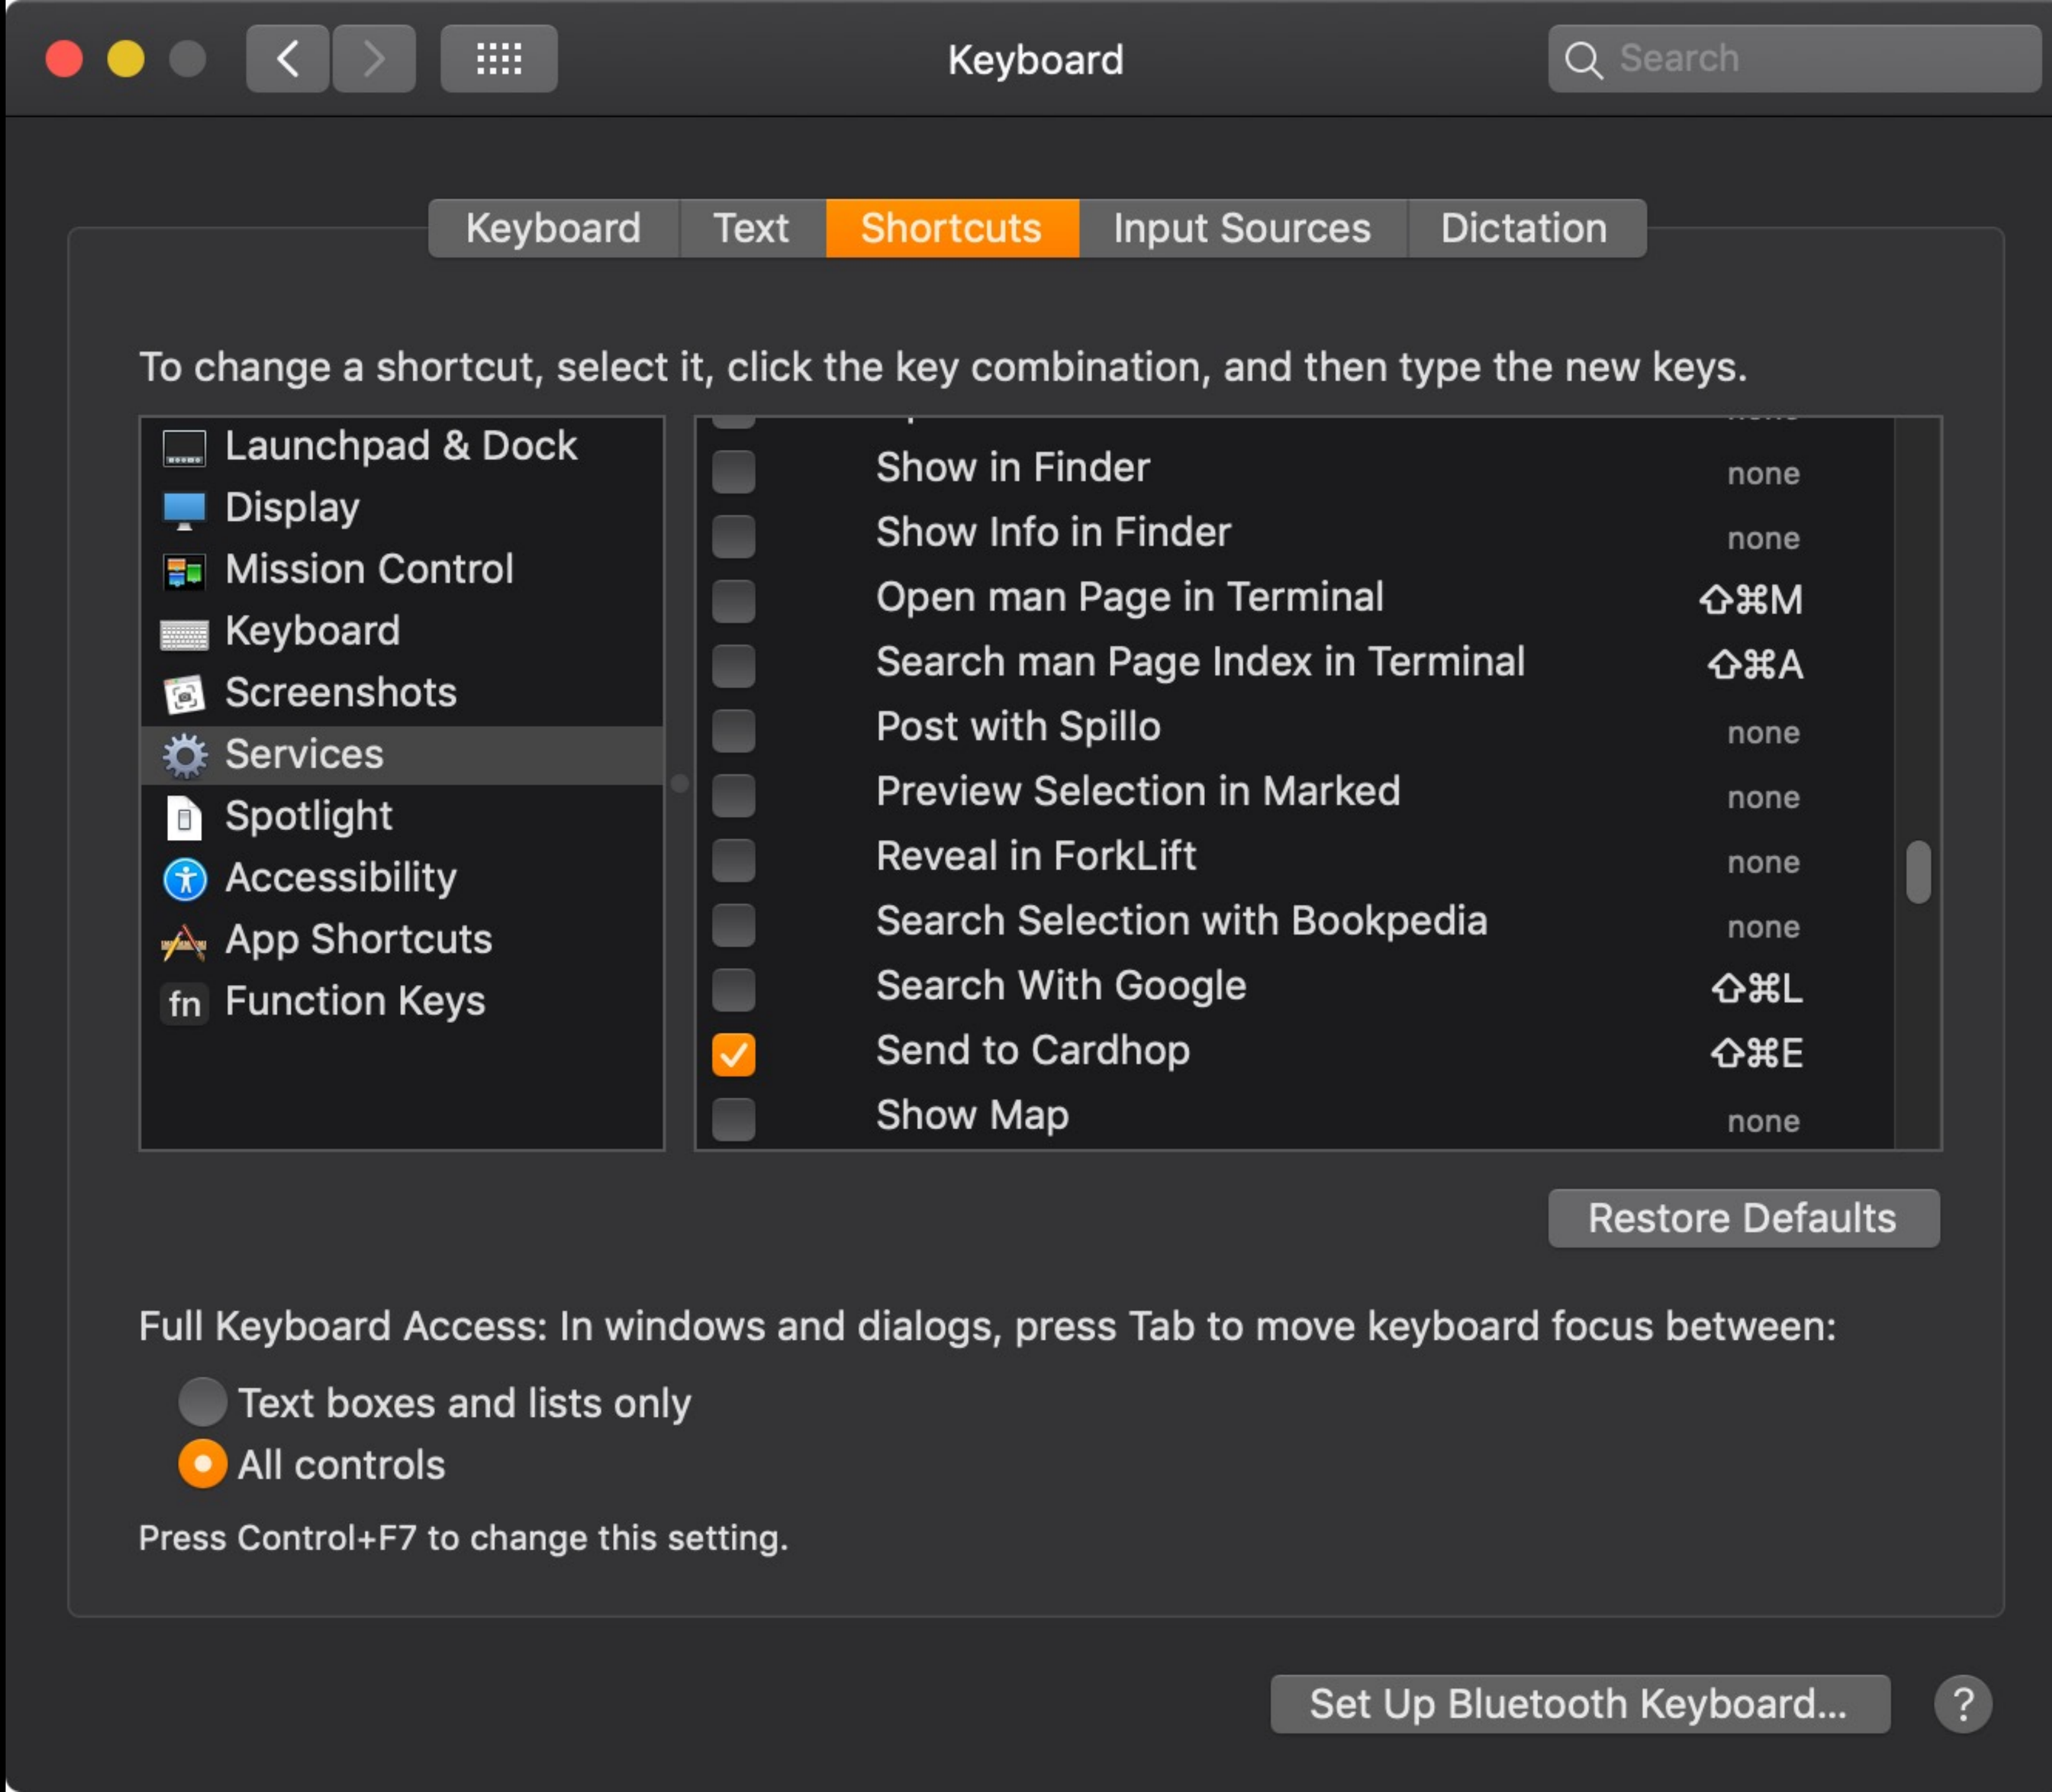 Keyboard
Search
Keyboard Text Shortcuts Input Sources Dictation
To change a shortcut, select it, click the key combination, and then type the new keys.
Launchpad & Dock
Display
Mission Control
Keyboard
Screenshots
Services
Spotlight
Accessibility
App Shortcuts
fn Function Keys
Show in Finder none
Show Info in Finder none
Open man Page in Terminal ⇧⌘M
Search man Page Index in Terminal ⇧⌘A
Post with Spillo none
Preview Selection in Marked none
Reveal in ForkLift none
Search Selection with Bookpedia none
Search With Google ⇧⌘L
Send to Cardhop ⇧⌘E
Show Map none
Restore Defaults
Full Keyboard Access: In windows and dialogs, press Tab to move keyboard focus between:
Text boxes and lists only
All controls
Press Control+F7 to change this setting.
Set Up Bluetooth Keyboard... ?